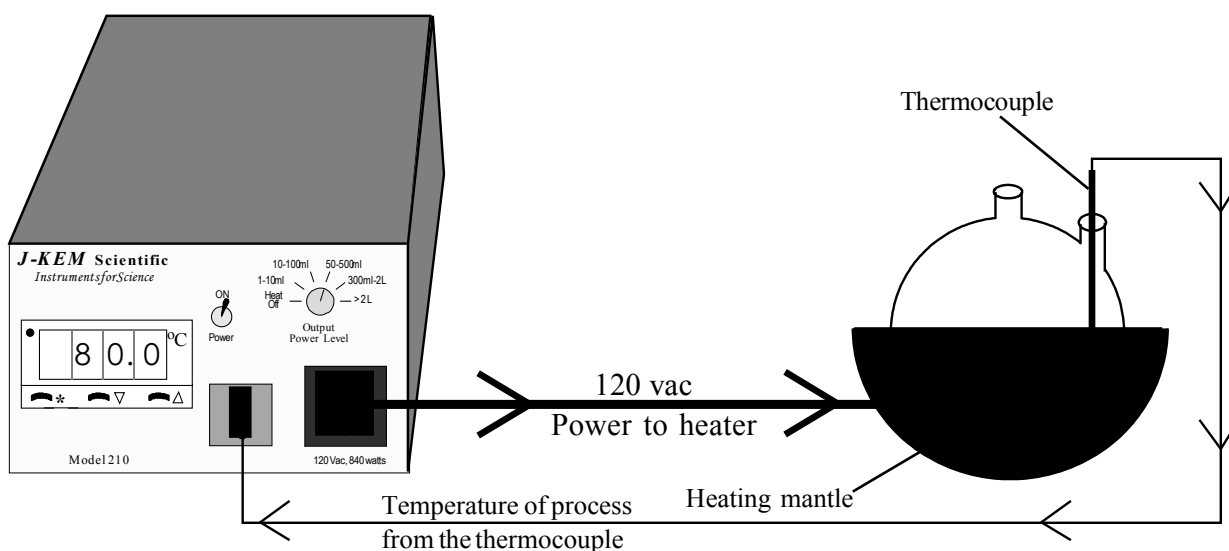 Thermocouple
J-KEM Scientific
InstrumentsforScience
10-100ml 50-500ml
1-10ml 300ml-2L
Heat
Off >2L
ON
Power
Output
Power Level
80.0 °C
* ▽ △
120 vac
Power to heater
Model 210
120 Vac, 840 watts
Heating mantle
Temperature of process
from the thermocouple